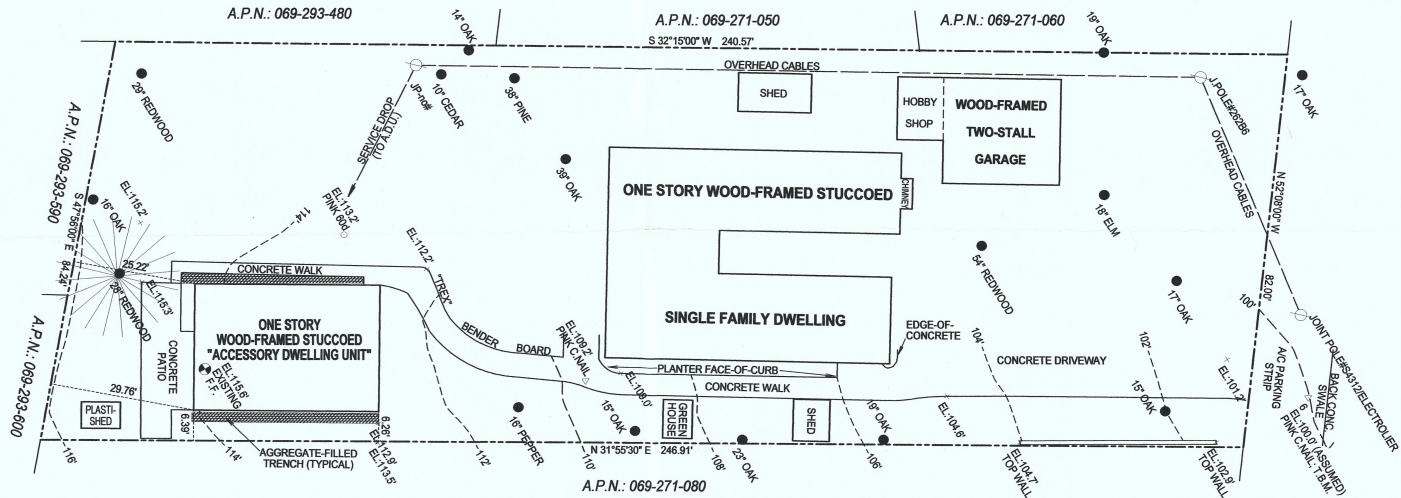 A.P.N.: 069-293-480
A.P.N.: 069-271-050
A.P.N.: 069-271-060
14" OAK
S 32°15'00" W 240.57'
19" OAK
OVERHEAD CABLES
29" REDWOOD
JP-no#
10" CEDAR
38" PINE
SHED
HOBBY
SHOP
WOOD-FRAMED
TWO-STALL
GARAGE
J.POLE#262B6
17" OAK
A.P.N.: 069-293-590
SERVICE DROP
(TO A.D.U.)
OVERHEAD CABLES
39" OAK
ONE STORY WOOD-FRAMED STUCCOED
CHIMNEY
18" ELM
N 52°08'00" W
82.00'
S 47°56'00" E 84.24'
16" OAK
EL:115.2'
114'
EL:113.2'
PINK 60d
EL:112.2'
54" REDWOOD
17" OAK
25.22'
28" REDWOOD
EL:115.3'
CONCRETE WALK
"TREX"
BENDER
BOARD
SINGLE FAMILY DWELLING
EDGE-OF-
CONCRETE
104'
CONCRETE DRIVEWAY
102'
100'
JOINT POLE#S4312/ELECTROLIER
A.P.N.: 069-293-600
ONE STORY
WOOD-FRAMED STUCCOED
"ACCESSORY DWELLING UNIT"
CONCRETE
PATIO
EL:115.6'
EXISTING
F.F.
EL:109.2'
PINK C.NAIL
EL:109.0'
PLANTER FACE-OF-CURB
CONCRETE WALK
EL:101.2'
A/C PARKING
STRIP
BACK CONC.
SWALE
29.76'
PLASTI-
SHED
6.39'
6.26'
16" PEPPER
15" OAK
GREEN
HOUSE
SHED
19" OAK
EL:104.6'
15" OAK
6
EL:100.0' (ASSUMED)
PINK C.NAIL; T.B.M.
116'
114'
AGGREGATE-FILLED
TRENCH (TYPICAL)
EL:112.9'
EL:113.5'
112'
110'
N 31°55'30" E 246.91'
108'
23" OAK
106'
EL:104.7'
TOP WALL
EL:102.9'
TOP WALL
A.P.N.: 069-271-080